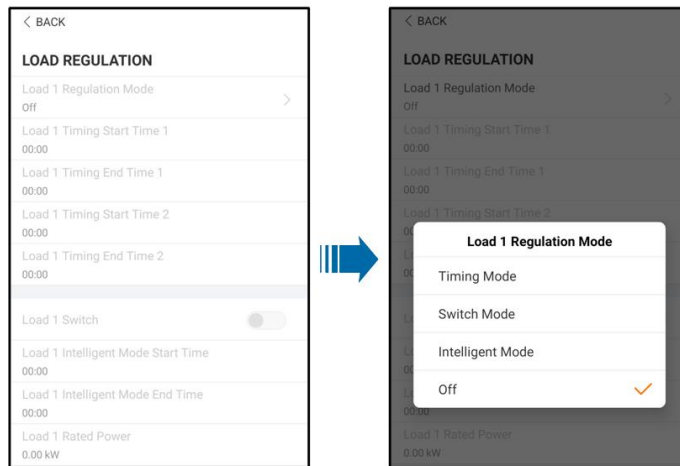 < BACK
LOAD REGULATION
Load 1 Regulation Mode
Off
Load 1 Timing Start Time 1
00:00
Load 1 Timing End Time 1
00:00
Load 1 Timing Start Time 2
00:00
Load 1 Timing End Time 2
00:00
Load 1 Switch
Load 1 Intelligent Mode Start Time
00:00
Load 1 Intelligent Mode End Time
00:00
Load 1 Rated Power
0.00 kW
< BACK
LOAD REGULATION
Load 1 Regulation Mode
Off
Load 1 Timing Start Time 1
00:00
Load 1 Timing End Time 1
00:00
Load 1 Timing Start Time 2
Load 1 Regulation Mode
Timing Mode
Switch Mode
Intelligent Mode
Off
00:00
Load 1 Rated Power
0.00 kW